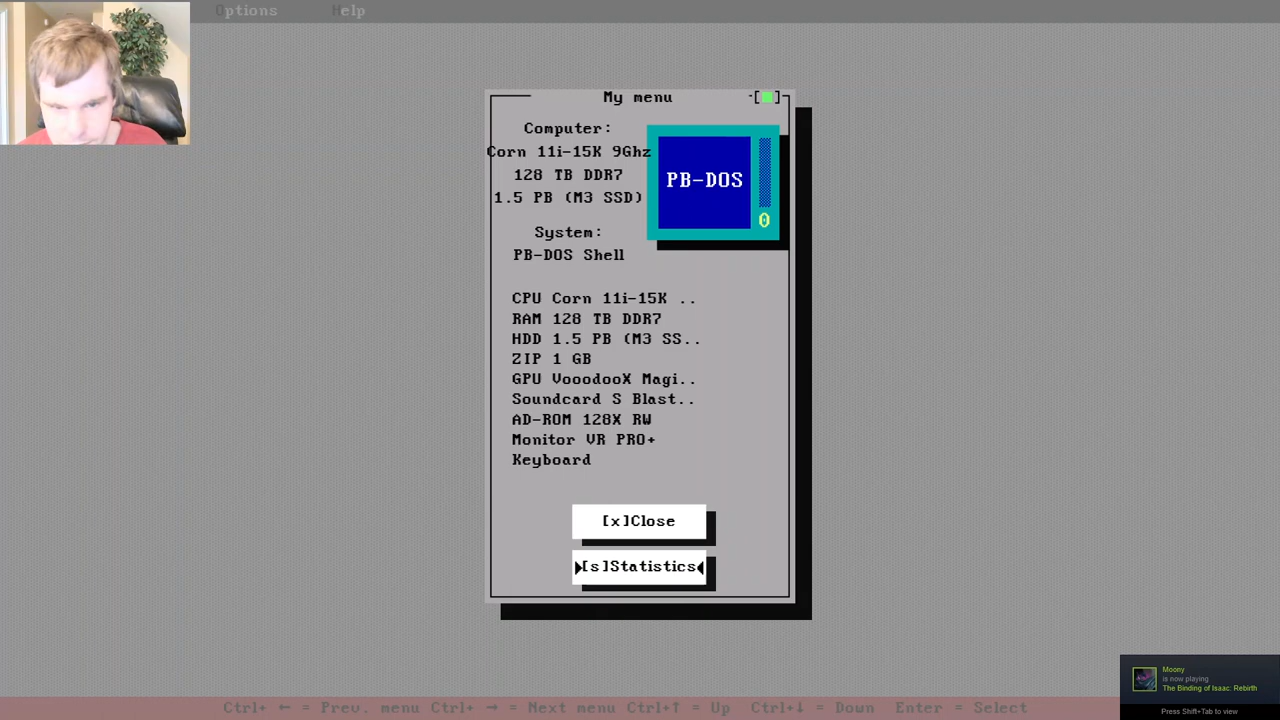 Options Help
My menu
Computer:
Corn 11i-15K 9Ghz
128 TB DDR7
1.5 PB (M3 SSD)
PB-DOS
0
System:
PB-DOS Shell
CPU Corn 11i-15K ..
RAM 128 TB DDR7
HDD 1.5 PB (M3 SS..
ZIP 1 GB
GPU VooodooX Magi..
Soundcard S Blast..
AD-ROM 128X RW
Monitor VR PRO+
Keyboard
[x]Close
[s]Statistics
Moony
is now playing
The Binding of Isaac: Rebirth
Press Shift+Tab to view
Ctrl+ ← = Prev. menu Ctrl+ → = Next menu Ctrl+↑ = Up Ctrl+↓ = Down Enter = Select